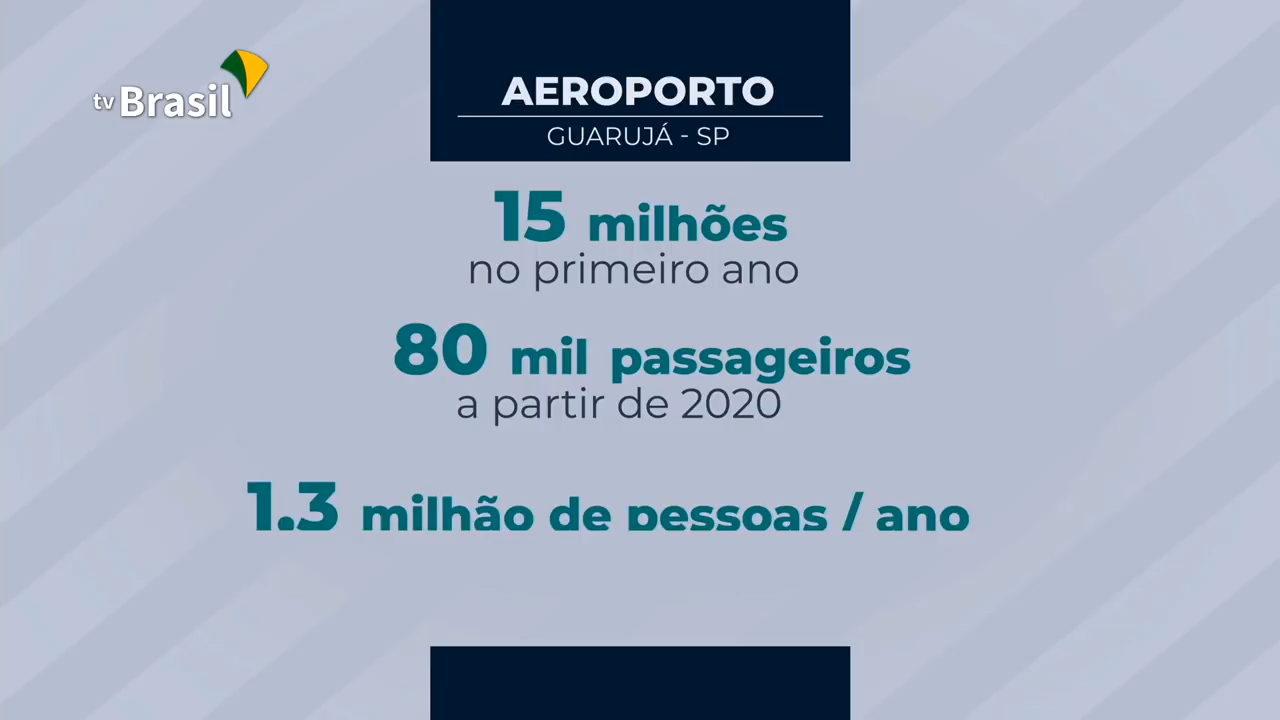 tv Brasil
AEROPORTO
GUARUJÁ - SP
15 milhões
no primeiro ano
80 mil passageiros
a partir de 2020
1.3 milhão de pessoas / ano